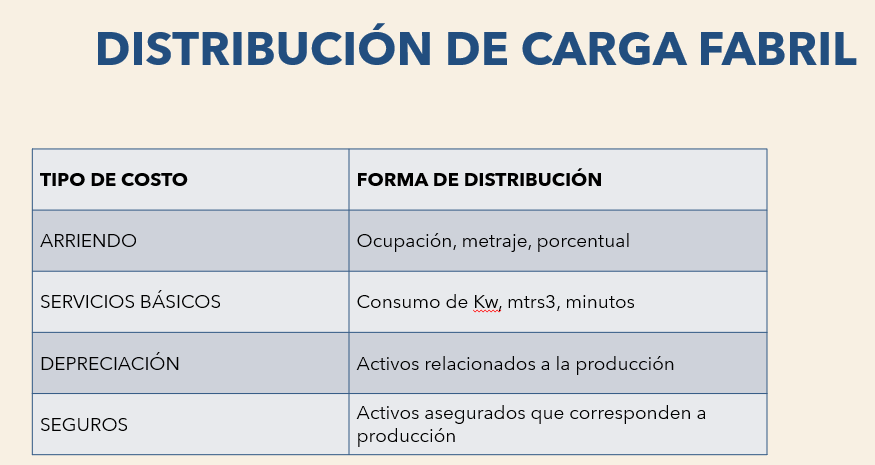 DISTRIBUCIÓN DE CARGA FABRIL
TIPO DE COSTO
FORMA DE DISTRIBUCIÓN
ARRIENDO
Ocupación, metraje, porcentual
SERVICIOS BÁSICOS
Consumo de Kw, mtrs3, minutos
DEPRECIACIÓN
Activos relacionados a la producción
SEGUROS
Activos asegurados que corresponden a
producción